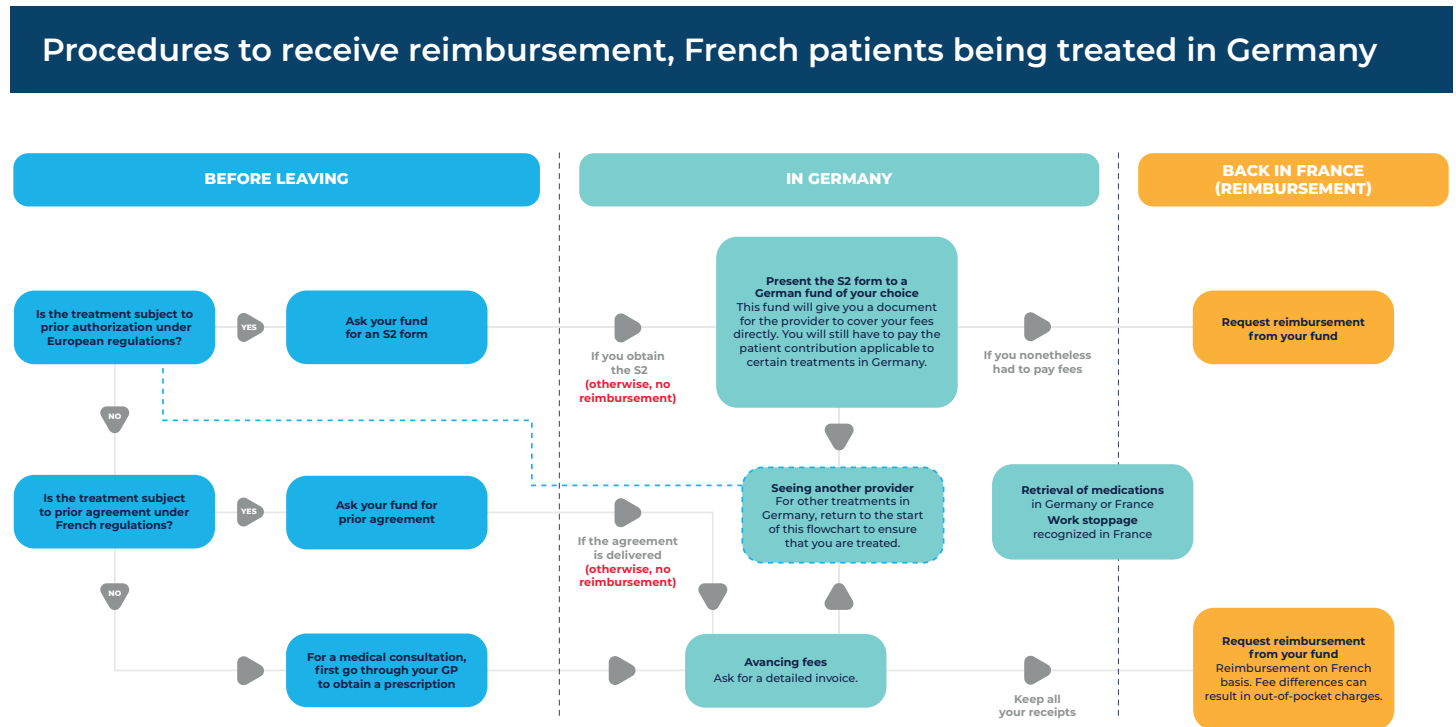 Procedures to receive reimbursement, French patients being treated in Germany
BEFORE LEAVING
IN GERMANY
BACK IN FRANCE
(REIMBURSEMENT)
Is the treatment subject to
prior authorization under
European regulations?
YES
Ask your fund
for an S2 form
If you obtain
the S2
(otherwise, no
reimbursement)
Present the S2 form to a
German fund of your choice
This fund will give you a document
for the provider to cover your fees
directly. You will still have to pay the
patient contribution applicable to
certain treatments in Germany.
If you nonetheless
had to pay fees
Request reimbursement
from your fund
NO
Is the treatment subject
to prior agreement under
French regulations?
YES
Ask your fund for
prior agreement
If the agreement
is delivered
(otherwise, no
reimbursement)
Seeing another provider
For other treatments in
Germany, return to the start
of this flowchart to ensure
that you are treated.
Retrieval of medications
in Germany or France
Work stoppage
recognized in France
NO
For a medical consultation,
first go through your GP
to obtain a prescription
Avancing fees
Ask for a detailed invoice.
Keep all
your receipts
Request reimbursement
from your fund
Reimbursement on French
basis. Fee differences can
result in out-of-pocket charges.